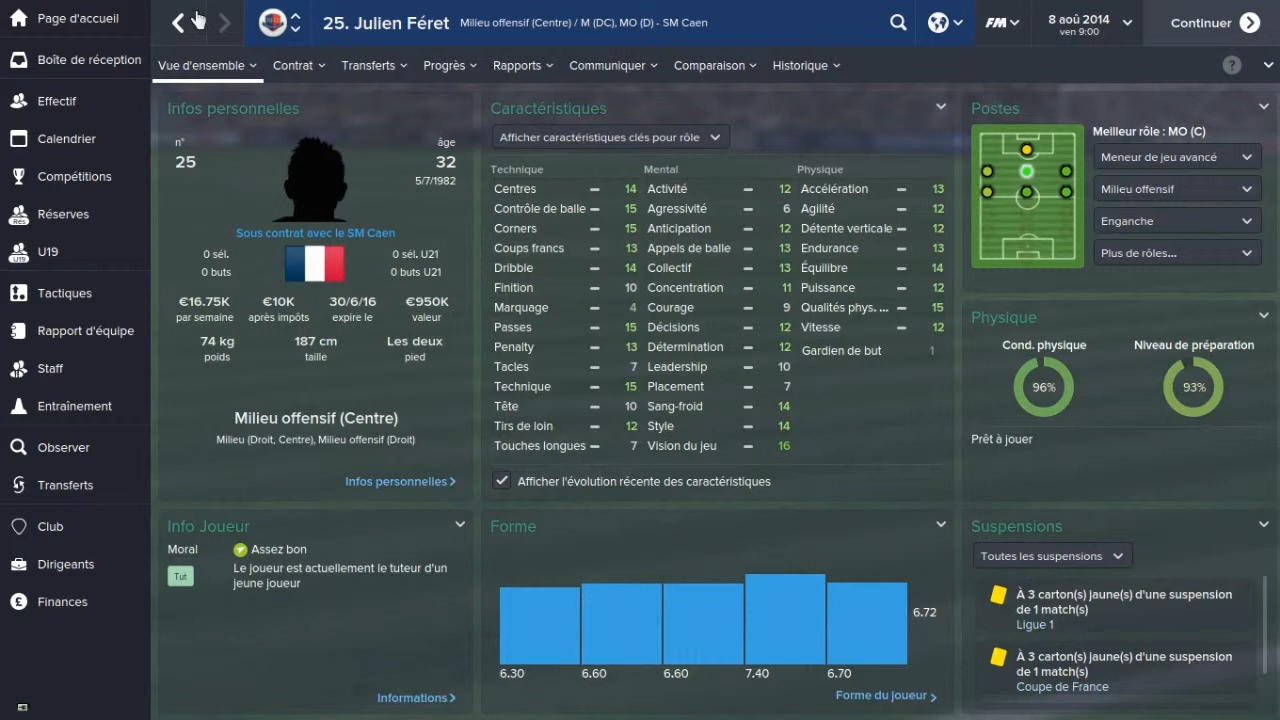 Page d'accueil
Boîte de réception
Effectif
Calendrier
Compétitions
Rés
Réserves
U19
U19
Tactiques
Rapport d'équipe
Staff
Entraînement
Observer
Transferts
Club
Dirigeants
Finances
25. Julien Féret
Milieu offensif (Centre) / M (DC), MO (D) - SM Caen
FM
8 aoû 2014
ven 9:00
Continuer
Vue d'ensemble
Contrat
Transferts
Progrès
Rapports
Communiquer
Comparaison
Historique
?
Infos personnelles
n°
25
âge
32
5/7/1982
Sous contrat avec le SM Caen
0 sél.
0 buts
0 sél. U21
0 buts U21
€16.75K €10K 30/6/16 €950K
par semaine après impôts expire le valeur
74 kg 187 cm Les deux
poids taille pied
Milieu offensif (Centre)
Milieu (Droit, Centre), Milieu offensif (Droit)
Infos personnelles
Caractéristiques
Afficher caractéristiques clés pour rôle
Technique Mental Physique
Centres 14 Activité 12 Accélération 13
Contrôle de balle 15 Agressivité 6 Agilité 12
Corners 15 Anticipation 12 Détente verticale 12
Coups francs 13 Appels de balle 13 Endurance 13
Dribble 14 Collectif 13 Équilibre 14
Finition 10 Concentration 11 Puissance 12
Marquage 4 Courage 9 Qualités phys. ... 15
Passes 15 Décisions 12 Vitesse 12
Penalty 13 Détermination 12 Gardien de but 1
Tacles 7 Leadership 10
Technique 15 Placement 7
Tête 10 Sang-froid 14
Tirs de loin 12 Style 14
Touches longues 7 Vision du jeu 16
Afficher l'évolution récente des caractéristiques
Postes
Meilleur rôle : MO (C)
Meneur de jeu avancé
Milieu offensif
Enganche
Plus de rôles...
Physique
Cond. physique Niveau de préparation
96% 93%
Prêt à jouer
Info Joueur
Moral Assez bon
Tut
Le joueur est actuellement le tuteur d'un
jeune joueur
Informations
Forme
6.72
6.30 6.60 6.60 7.40 6.70
Forme du joueur
Suspensions
Toutes les suspensions
À 3 carton(s) jaune(s) d'une suspension
de 1 match(s)
Ligue 1
À 3 carton(s) jaune(s) d'une suspension
de 1 match(s)
Coupe de France